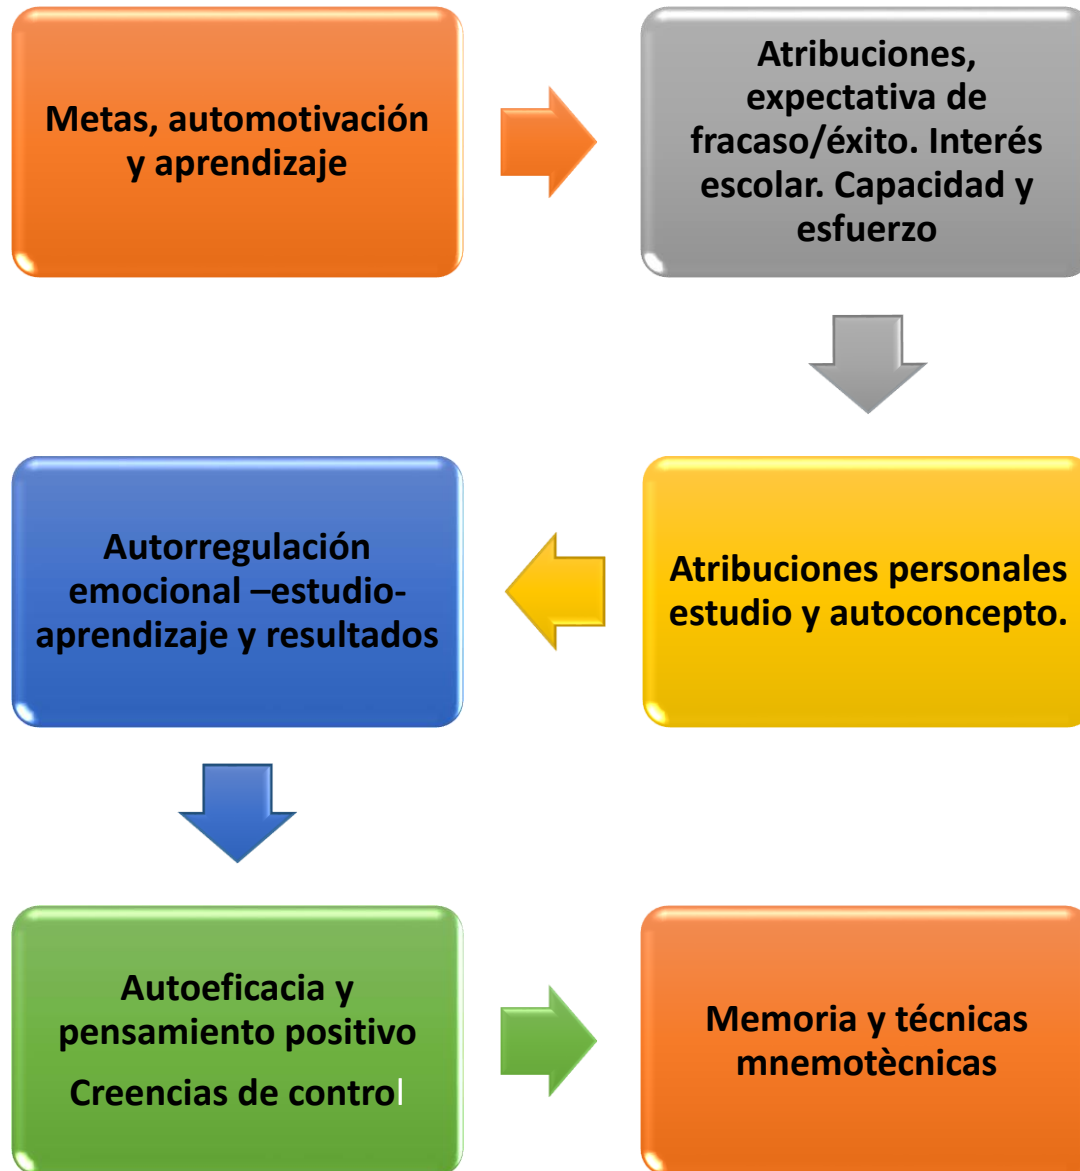 Metas, automotivación
y aprendizaje
Atribuciones,
expectativa de
fracaso/éxito. Interés
escolar. Capacidad y
esfuerzo
Atribuciones personales
estudio y autoconcepto.
Autorregulación
emocional –estudio-
aprendizaje y resultados
Autoeficacia y
pensamiento positivo
Creencias de control
Memoria y técnicas
mnemotècnicas